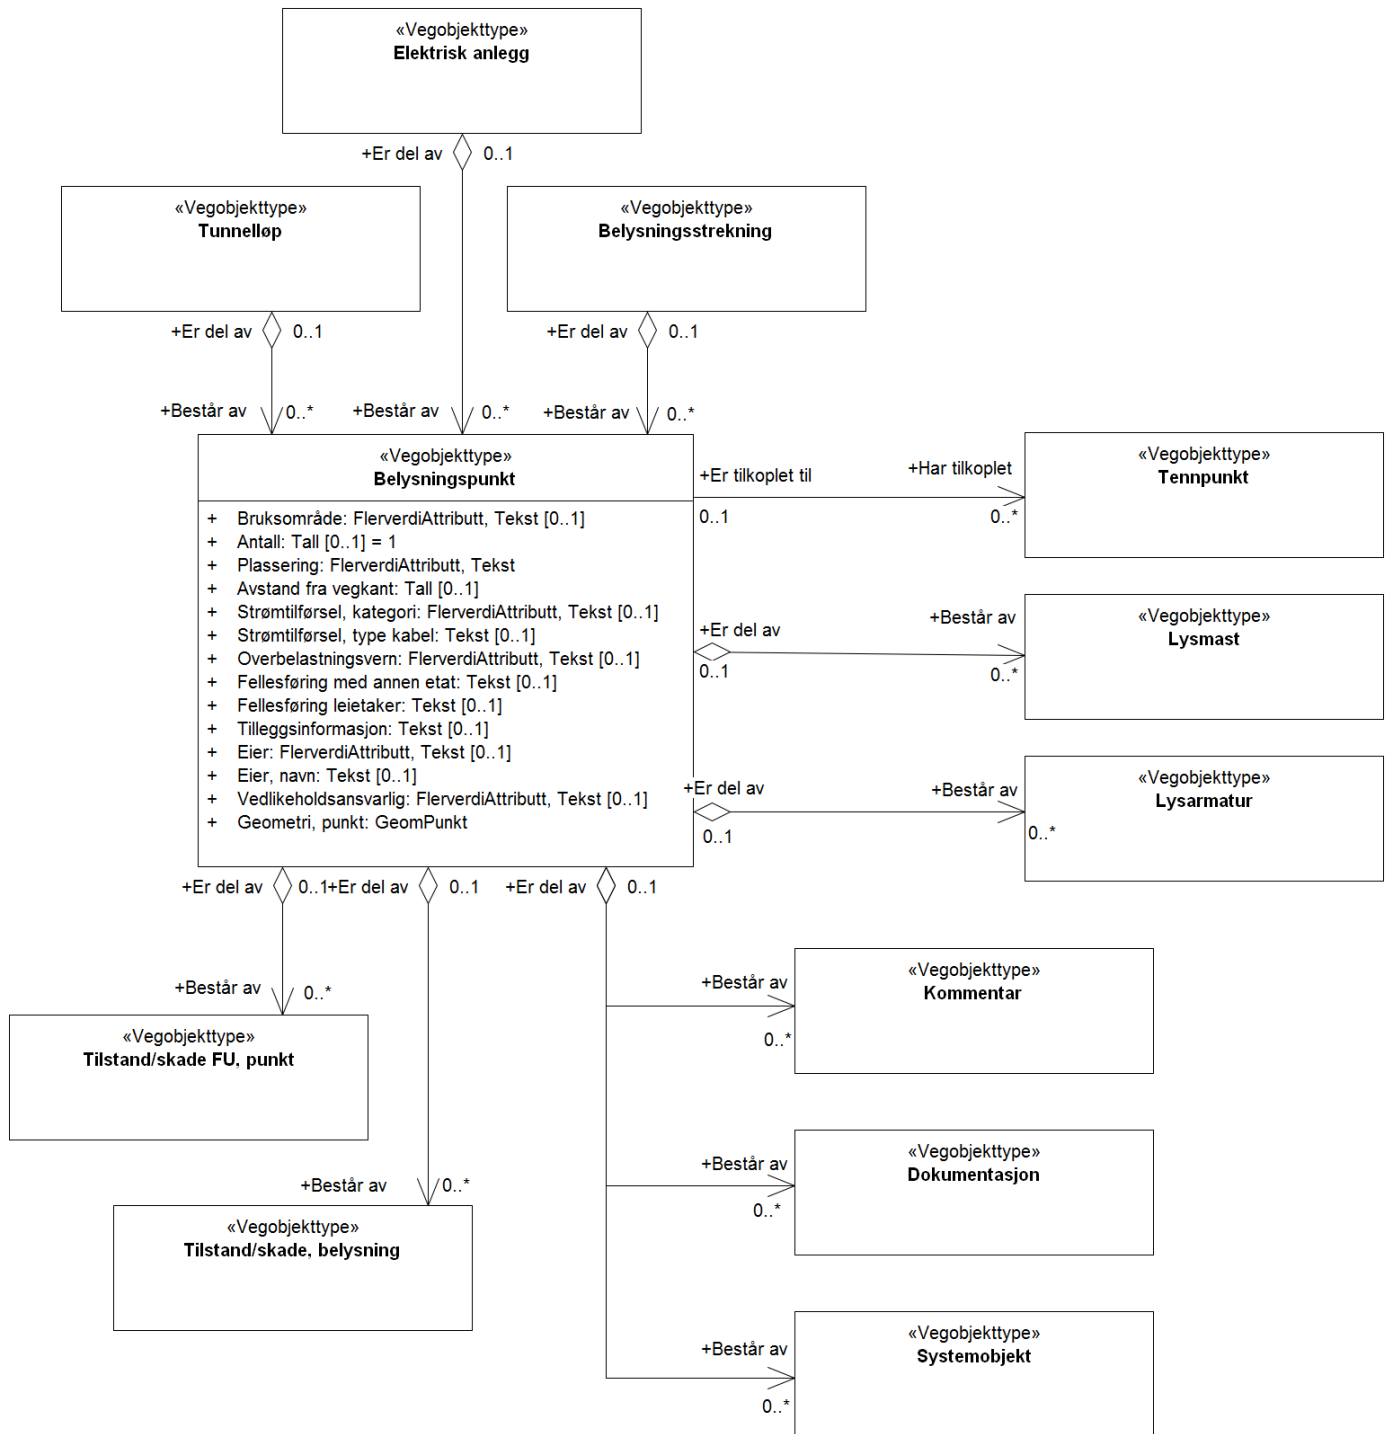 «Vegobjekttype»
Elektrisk anlegg
+Er del av 0..1
«Vegobjekttype»
Tunnelløp
«Vegobjekttype»
Belysningsstrekning
+Er del av 0..1
+Er del av 0..1
+Består av 0..*
+Består av 0..*
+Består av 0..*
«Vegobjekttype»
Belysningspunkt
+ Bruksområde: FlerverdiAttributt, Tekst [0..1]
+ Antall: Tall [0..1] = 1
+ Plassering: FlerverdiAttributt, Tekst
+ Avstand fra vegkant: Tall [0..1]
+ Strømtilførsel, kategori: FlerverdiAttributt, Tekst [0..1]
+ Strømtilførsel, type kabel: Tekst [0..1]
+ Overbelastningsvern: FlerverdiAttributt, Tekst [0..1]
+ Fellesføring med annen etat: Tekst [0..1]
+ Fellesføring leietaker: Tekst [0..1]
+ Tilleggsinformasjon: Tekst [0..1]
+ Eier: FlerverdiAttributt, Tekst [0..1]
+ Eier, navn: Tekst [0..1]
+ Vedlikeholdsansvarlig: FlerverdiAttributt, Tekst [0..1]
+ Geometri, punkt: GeomPunkt
+Er tilkoplet til
0..1
+Har tilkoplet
0..*
«Vegobjekttype»
Tennpunkt
+Er del av
0..1
+Består av
0..*
«Vegobjekttype»
Lysmast
+Er del av
0..1
+Består av
0..*
«Vegobjekttype»
Lysarmatur
+Er del av 0..1
+Er del av 0..1
+Er del av 0..1
+Består av 0..*
«Vegobjekttype»
Tilstand/skade FU, punkt
+Består av 0..*
«Vegobjekttype»
Tilstand/skade, belysning
+Består av
0..*
«Vegobjekttype»
Kommentar
+Består av
0..*
«Vegobjekttype»
Dokumentasjon
+Består av
0..*
«Vegobjekttype»
Systemobjekt